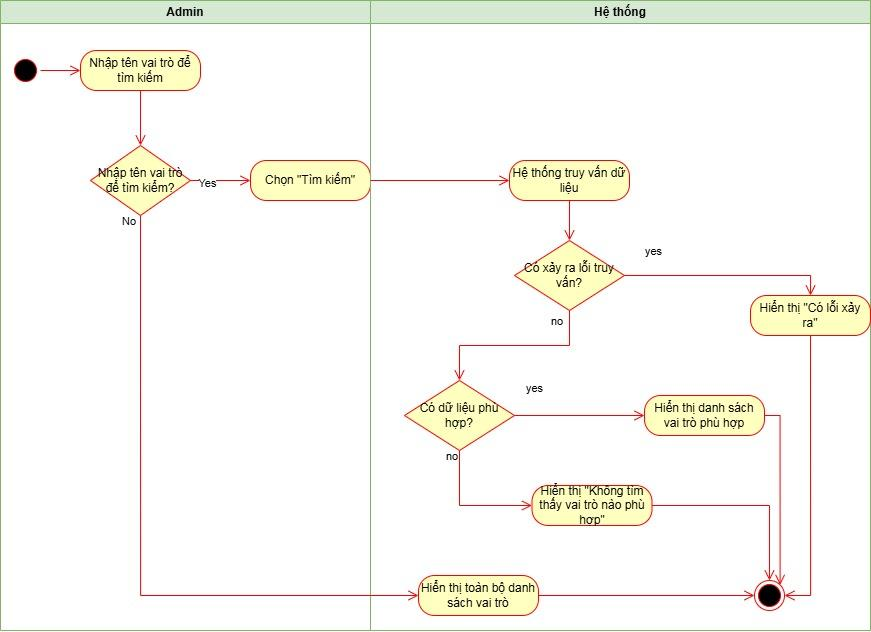 Admin
Hệ thống
Nhập tên vai trò để
tìm kiếm
Nhập tên vai trò
để tìm kiếm?
Yes
No
Chọn "Tìm kiếm"
Hệ thống truy vấn dữ
liệu
Có xảy ra lỗi truy
vấn?
yes
no
Hiển thị "Có lỗi xảy
ra"
Có dữ liệu phù
hợp?
yes
no
Hiển thị danh sách
vai trò phù hợp
Hiển thị "Không tìm
thấy vai trò nào phù
hợp"
Hiển thị toàn bộ danh
sách vai trò